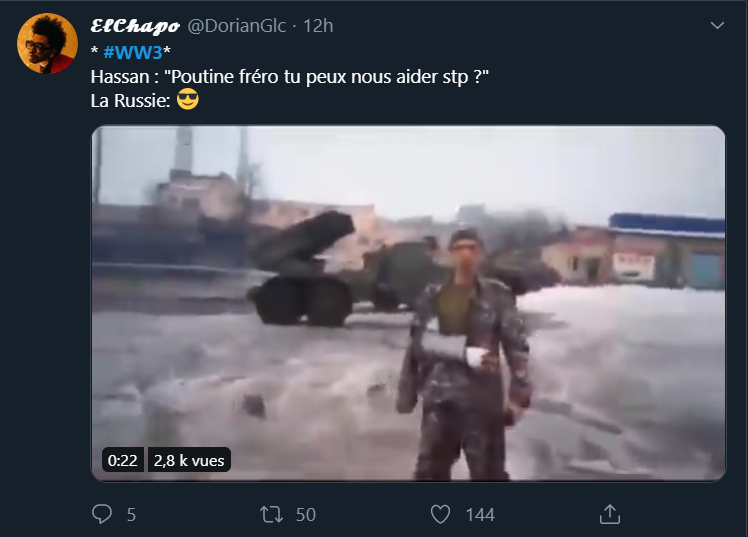 ElChapo @DorianGlc · 12h
* #WW3*
Hassan : "Poutine fréro tu peux nous aider stp ?"
La Russie: 😎
0:22 2,8 k vues
5 50 144